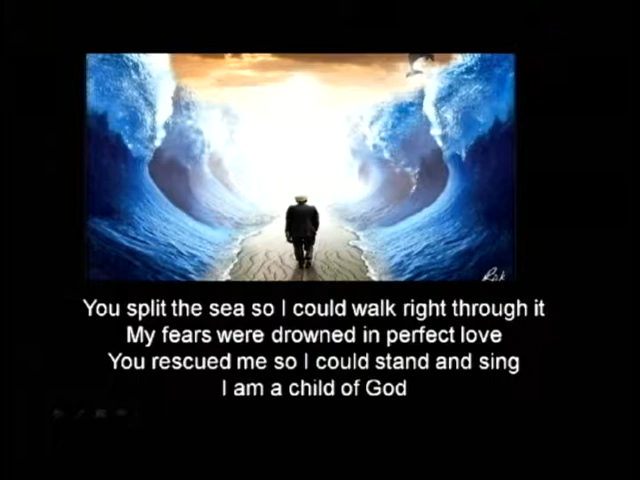 You split the sea so I could walk right through it
My fears were drowned in perfect love
You rescued me so I could stand and sing
I am a child of God